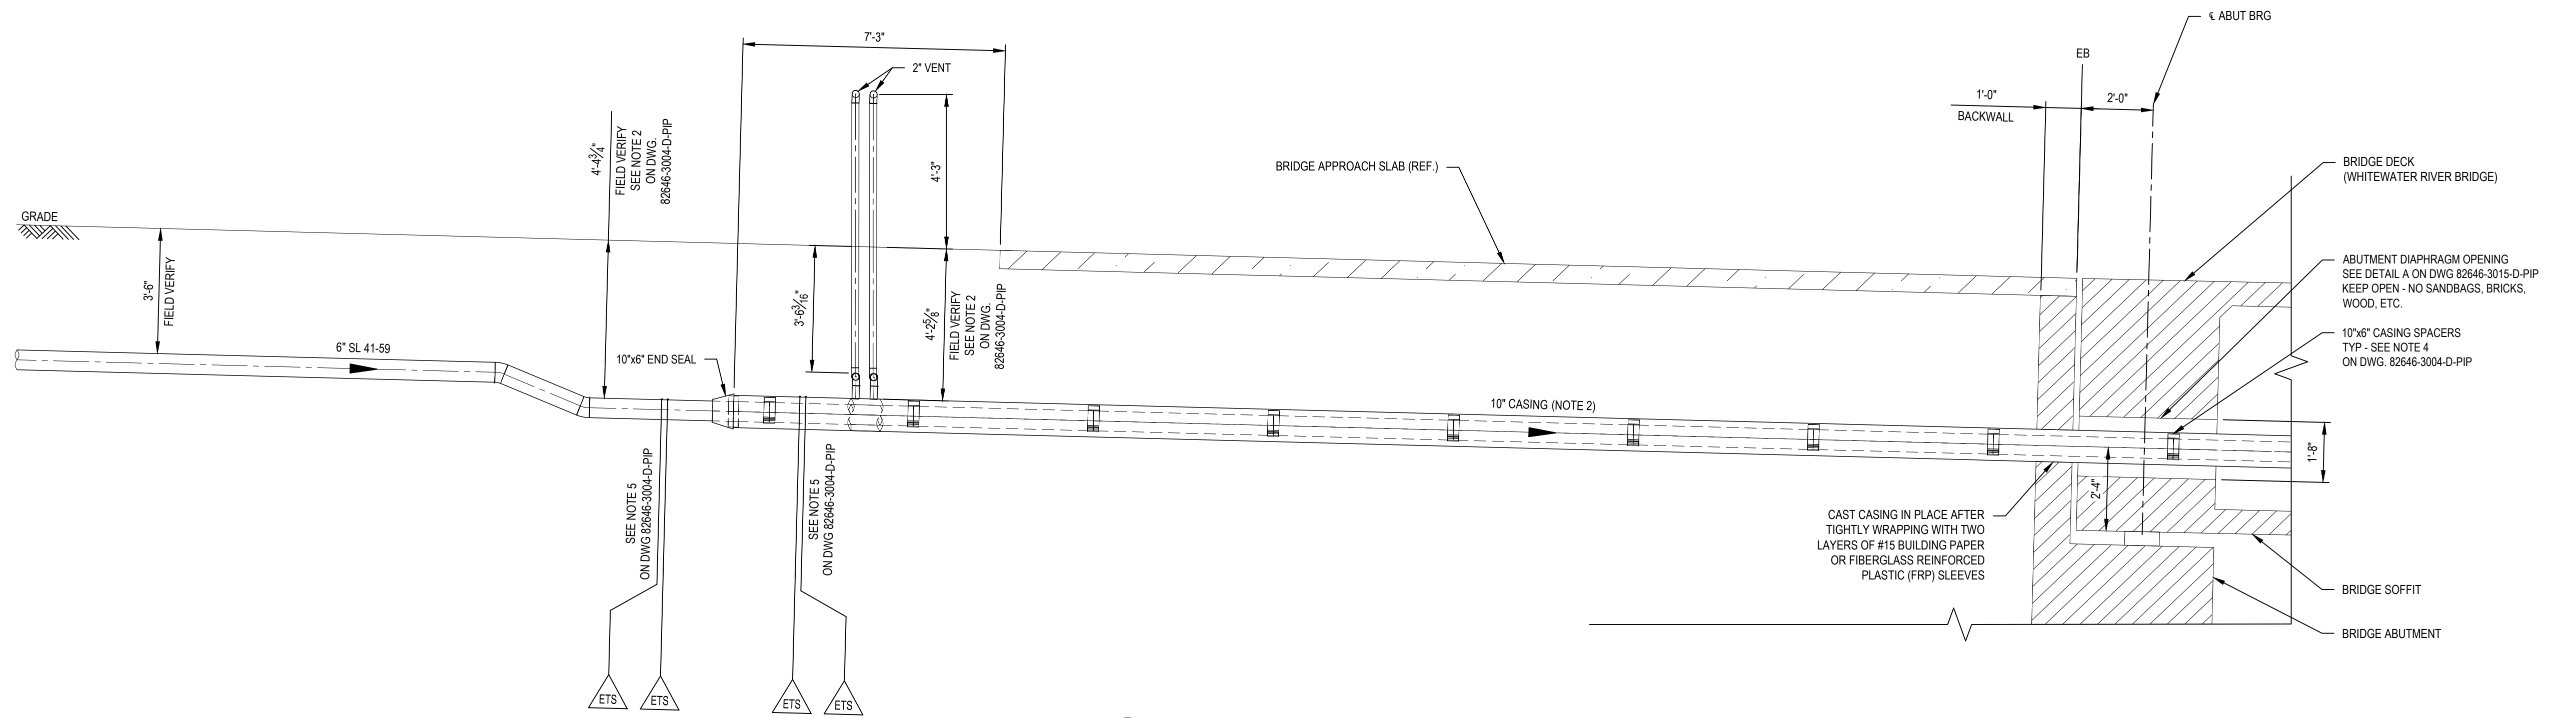 ℄ ABUT BRG
7'-3"
2" VENT
EB
1'-0"
BACKWALL
2'-0"
4'-4 3/4"
FIELD VERIFY
SEE NOTE 2
ON DWG.
82646-3004-D-PIP
4'-3"
BRIDGE APPROACH SLAB (REF.)
BRIDGE DECK
(WHITEWATER RIVER BRIDGE)
GRADE
3'-6"
FIELD VERIFY
3'-6 3/16"
4'-2 5/8"
FIELD VERIFY
SEE NOTE 2
ON DWG.
82646-3004-D-PIP
ABUTMENT DIAPHRAGM OPENING
SEE DETAIL A ON DWG 82646-3015-D-PIP
KEEP OPEN - NO SANDBAGS, BRICKS,
WOOD, ETC.
10"x6" CASING SPACERS
TYP - SEE NOTE 4
ON DWG. 82646-3004-D-PIP
6" SL 41-59
10"x6" END SEAL
10" CASING (NOTE 2)
1'-8"
2'-4"
SEE NOTE 5
ON DWG 82646-3004-D-PIP
SEE NOTE 5
ON DWG 82646-3004-D-PIP
CAST CASING IN PLACE AFTER
TIGHTLY WRAPPING WITH TWO
LAYERS OF #15 BUILDING PAPER
OR FIBERGLASS REINFORCED
PLASTIC (FRP) SLEEVES
BRIDGE SOFFIT
BRIDGE ABUTMENT
ETS
ETS
ETS
ETS